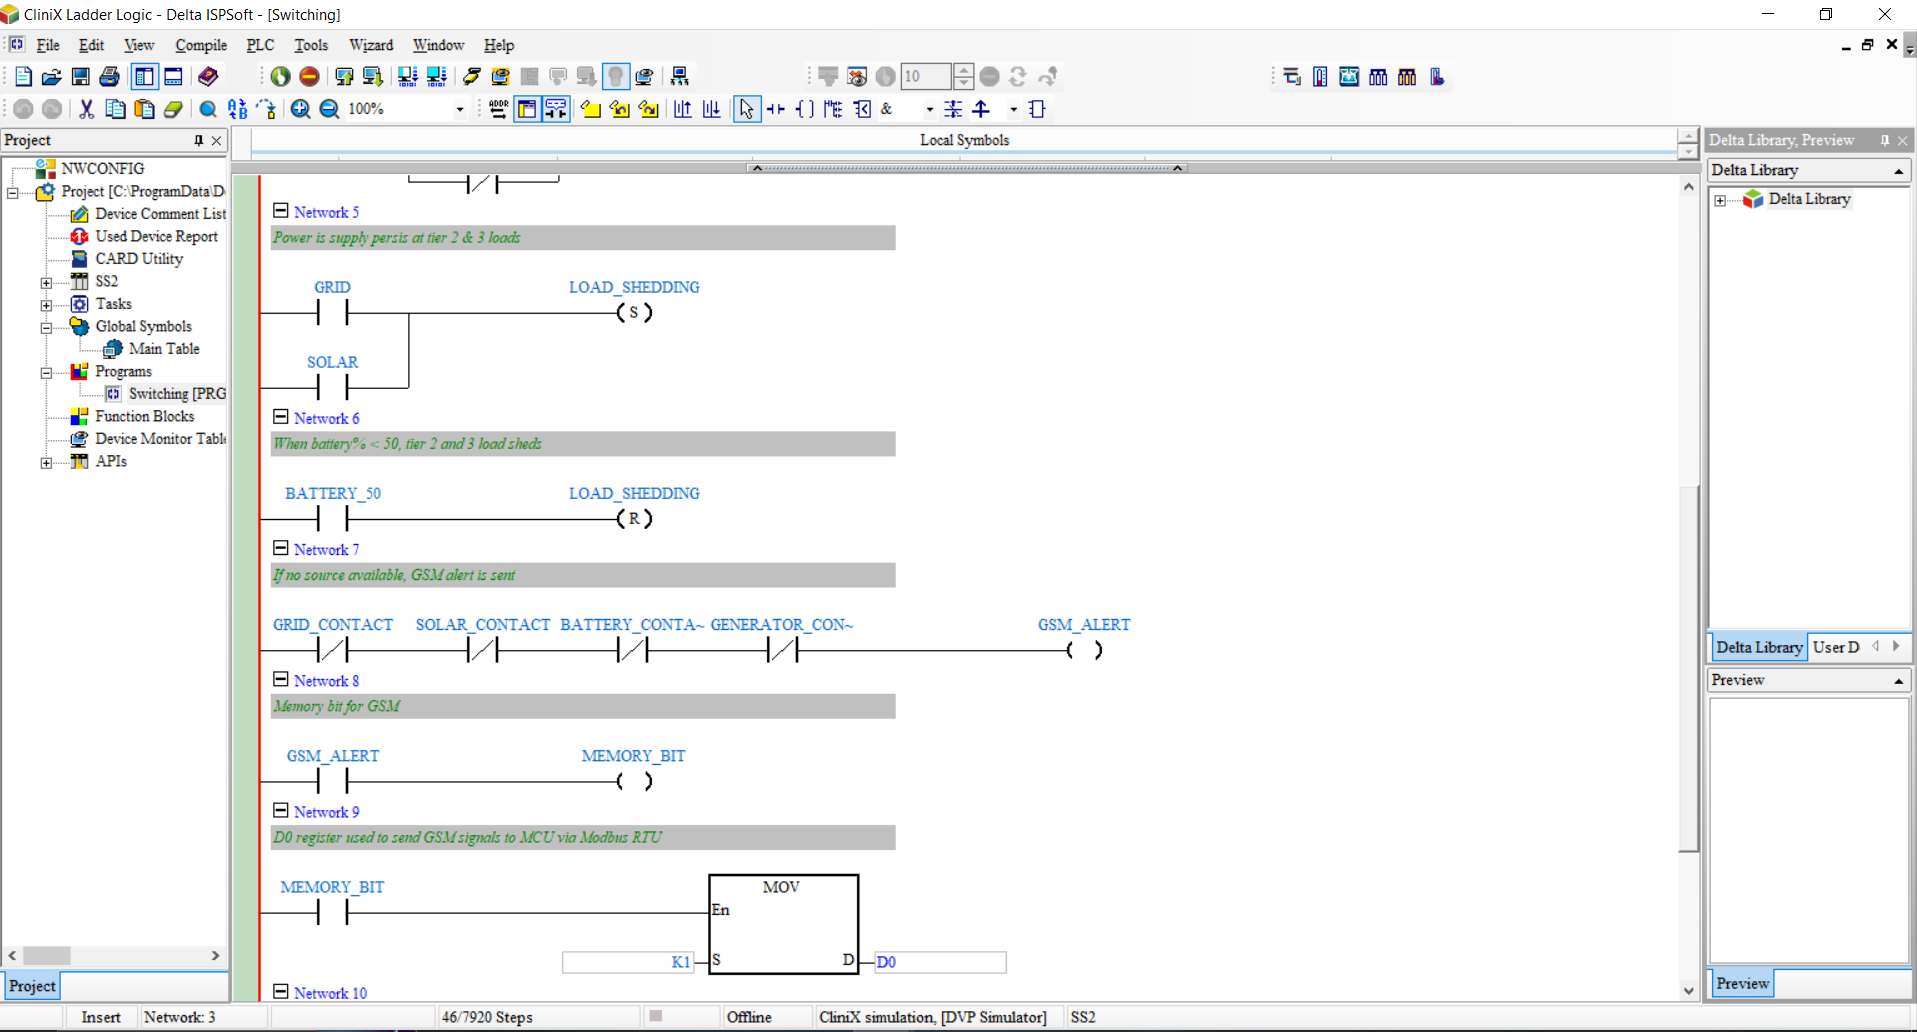 CliniX Ladder Logic - Delta ISPSoft - [Switching]
File Edit View Compile PLC Tools Wizard Window Help
10
100%
ADDR
&
Project
NWCONFIG
Project [C:\ProgramData\D
Device Comment List
Used Device Report
CARD Utility
SS2
Tasks
Global Symbols
Main Table
Programs
Switching [PRG
Function Blocks
Device Monitor Table
APIs
Project
Local Symbols
Network 5
Power is supply persis at tier 2 & 3 loads
GRID LOAD_SHEDDING
S
SOLAR
Network 6
When battery% < 50, tier 2 and 3 load sheds
BATTERY_50 LOAD_SHEDDING
R
Network 7
If no source available, GSM alert is sent
GRID_CONTACT SOLAR_CONTACT BATTERY_CONTA~ GENERATOR_CON~ GSM_ALERT
Network 8
Memory bit for GSM
GSM_ALERT MEMORY_BIT
Network 9
D0 register used to send GSM signals to MCU via Modbus RTU
MEMORY_BIT MOV
En
K1 S D D0
Network 10
Delta Library, Preview
Delta Library
Delta Library
Delta Library User D
Preview
Preview
Insert Network: 3 46/7920 Steps Offline CliniX simulation, [DVP Simulator] SS2